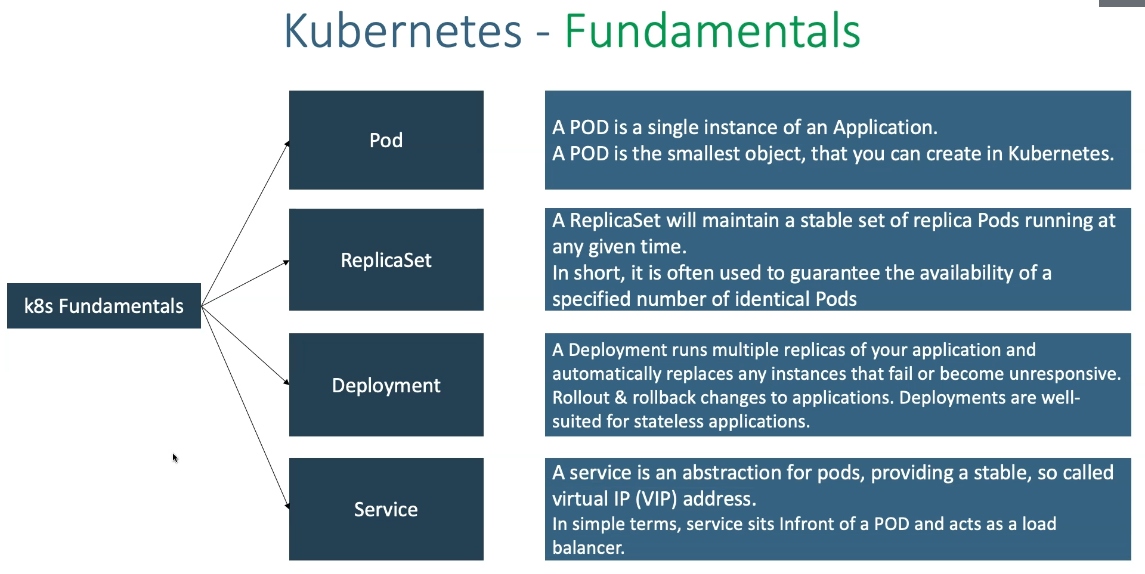 Kubernetes - Fundamentals
k8s Fundamentals
Pod
A POD is a single instance of an Application.
A POD is the smallest object, that you can create in Kubernetes.
ReplicaSet
A ReplicaSet will maintain a stable set of replica Pods running at
any given time.
In short, it is often used to guarantee the availability of a
specified number of identical Pods
Deployment
A Deployment runs multiple replicas of your application and
automatically replaces any instances that fail or become unresponsive.
Rollout & rollback changes to applications. Deployments are well-
suited for stateless applications.
Service
A service is an abstraction for pods, providing a stable, so called
virtual IP (VIP) address.
In simple terms, service sits Infront of a POD and acts as a load
balancer.